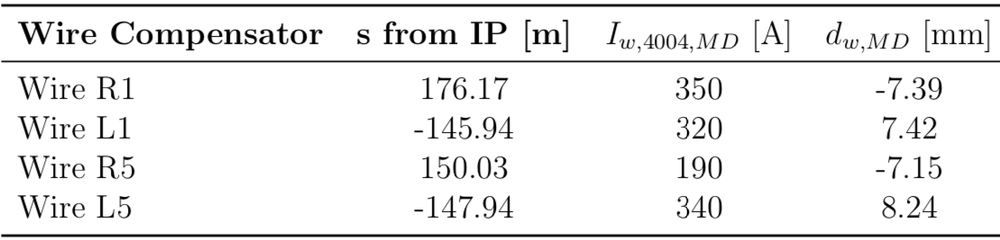 Wire Compensator s from IP [m] I_{w,4004,MD} [A] d_{w,MD} [mm]
Wire R1 176.17 350 -7.39
Wire L1 -145.94 320 7.42
Wire R5 150.03 190 -7.15
Wire L5 -147.94 340 8.24